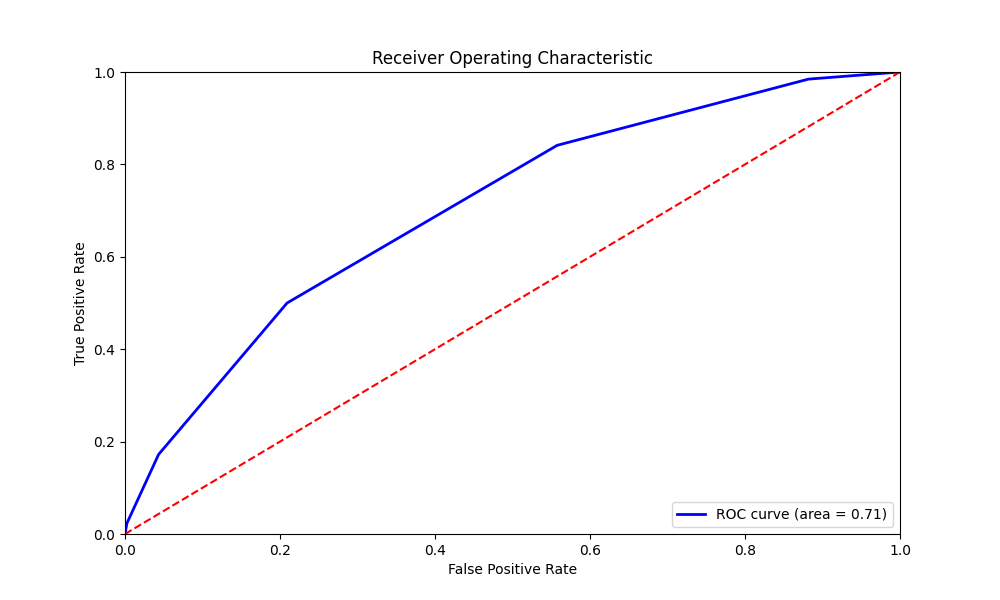 Receiver Operating Characteristic
1.0
0.8
0.6
0.4
0.2
0.0
True Positive Rate
0.0 0.2 0.4 0.6 0.8 1.0
False Positive Rate
ROC curve (area = 0.71)